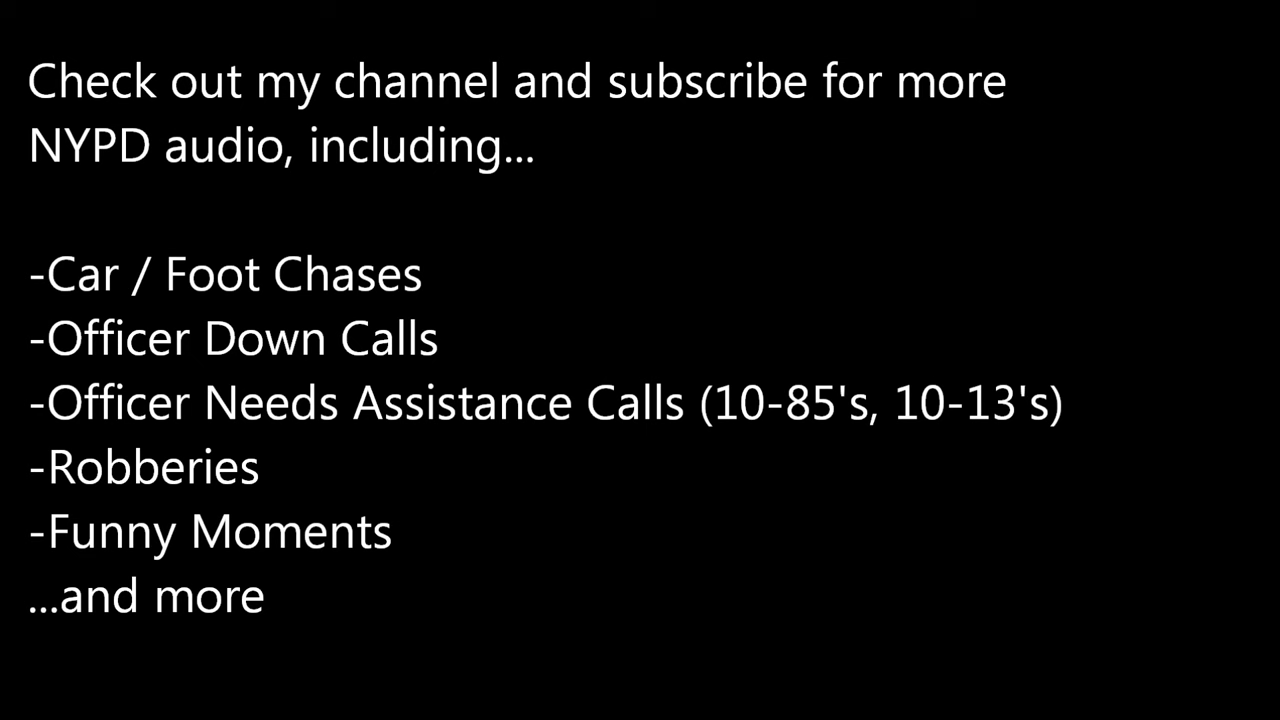 Check out my channel and subscribe for more
NYPD audio, including...
-Car / Foot Chases
-Officer Down Calls
-Officer Needs Assistance Calls (10-85's, 10-13's)
-Robberies
-Funny Moments
...and more